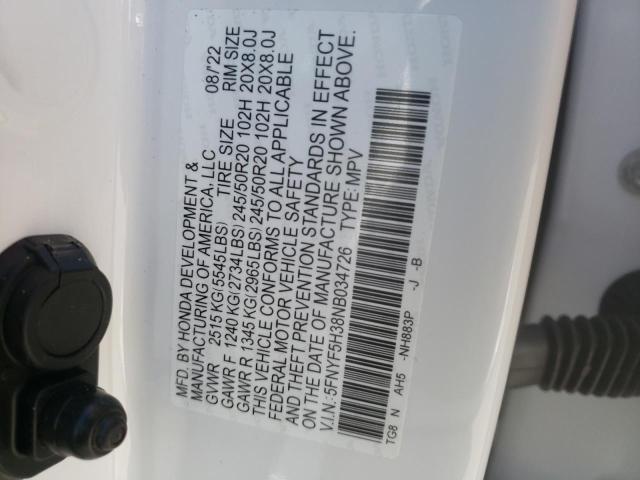 MFD. BY HONDA DEVELOPMENT &
MANUFACTURING OF AMERICA, LLC 08/'22
GVWR 2515 KG(5545LBS) TIRE SIZE RIM SIZE
GAWR F 1240 KG(2734LBS) 245/50R20 102H 20X8.0J
GAWR R 1345 KG(2965LBS) 245/50R20 102H 20X8.0J
THIS VEHICLE CONFORMS TO ALL APPLICABLE
FEDERAL MOTOR VEHICLE SAFETY
AND THEFT PREVENTION STANDARDS IN EFFECT
ON THE DATE OF MANUFACTURE SHOWN ABOVE.
V.I.N.:5FNYF5H38NB034726 TYPE:MPV
TG8 N AH5 -NH883P -J -B